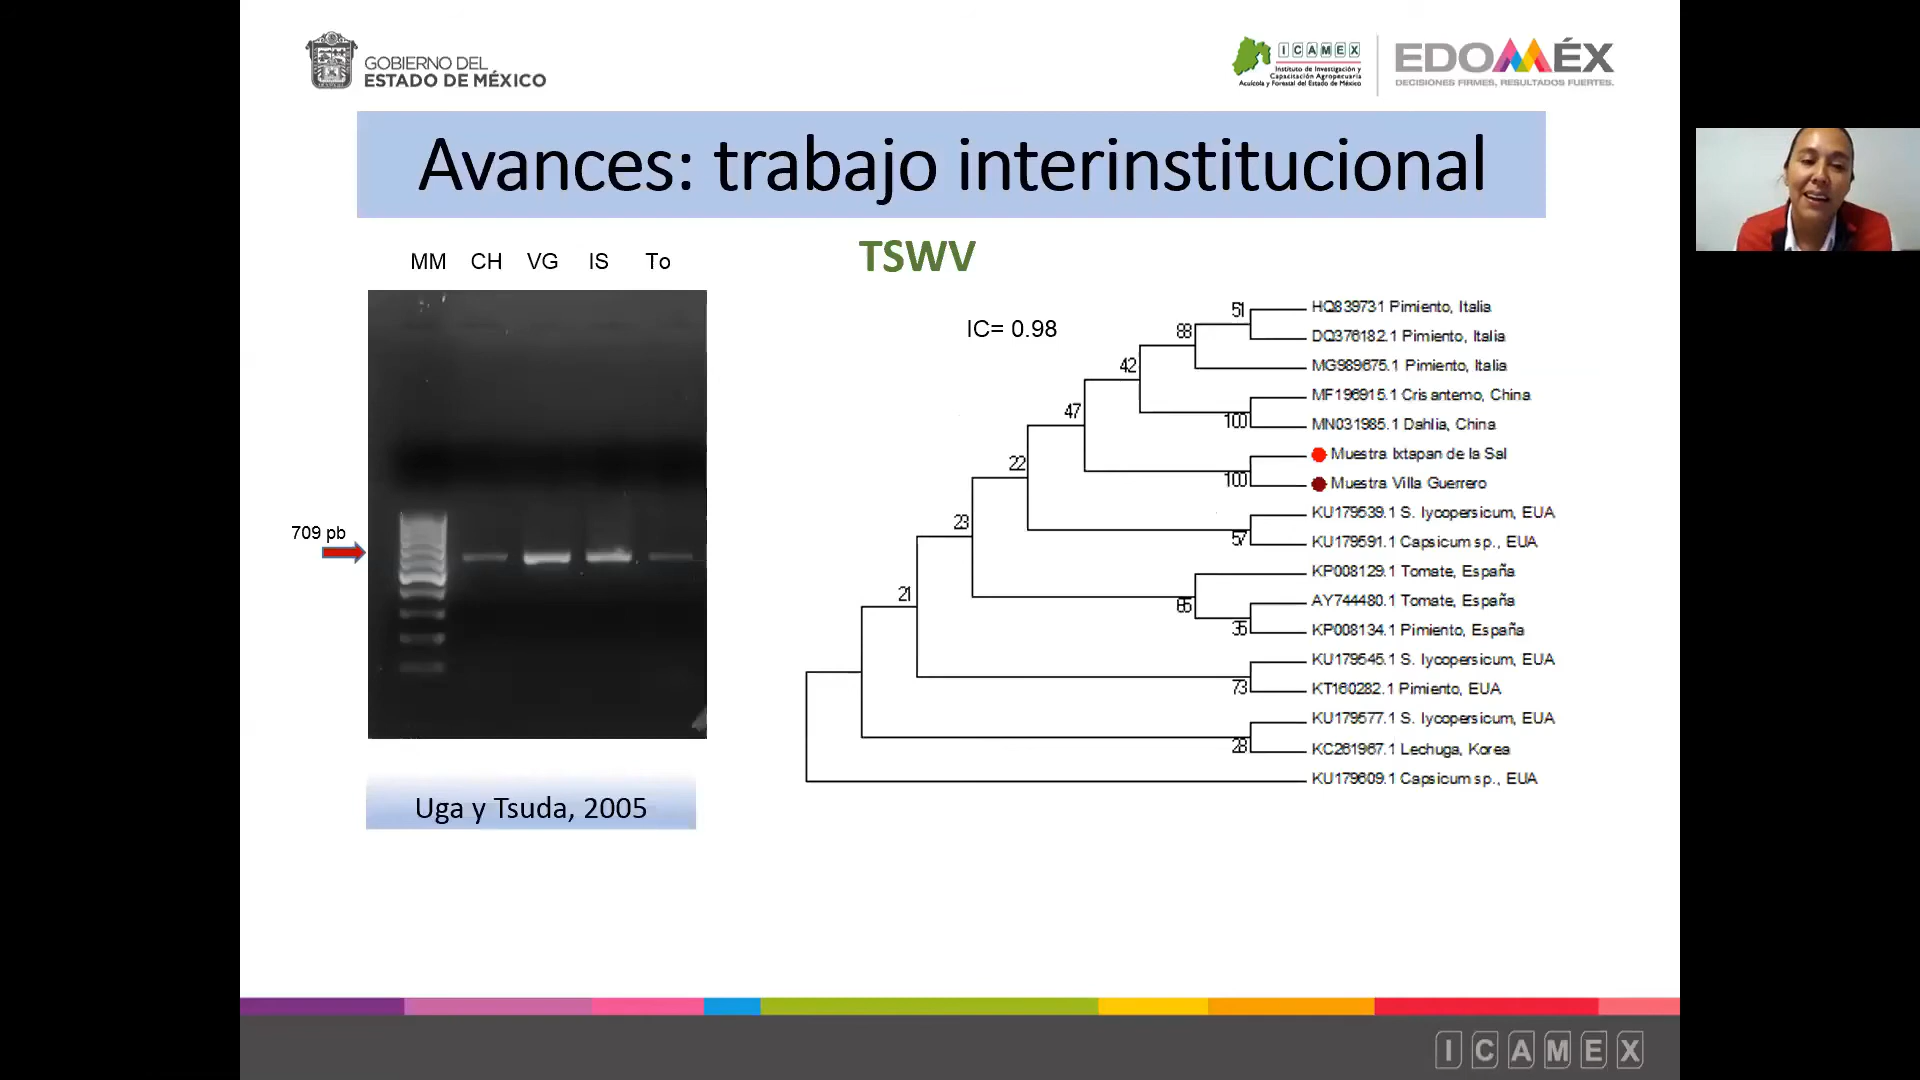 GOBIERNO DEL
ESTADO DE MÉXICO
ICAMEX
Instituto de Investigación y
Capacitación Agropecuaria
Acuícola y Forestal del Estado de México
EDOMÉX
DECISIONES FIRMES, RESULTADOS FUERTES.
Avances: trabajo interinstitucional
MM CH VG IS To
709 pb
Uga y Tsuda, 2005
TSWV
IC= 0.98
51
88
42
47
100
22
100
23
57
21
65
35
73
28
HQ839731 Pimiento, Italia
DQ376182.1 Pimiento, Italia
MG989675.1 Pimiento, Italia
MF196915.1 Crisantemo, China
MN031985.1 Dahlia, China
Muestra Ixtapan de la Sal
Muestra Villa Guerrero
KU179539.1 S. lycopersicum, EUA
KU179591.1 Capsicum sp., EUA
KP008129.1 Tomate, España
AY744480.1 Tomate, España
KP008134.1 Pimiento, España
KU179545.1 S. lycopersicum, EUA
KT160282.1 Pimiento, EUA
KU179577.1 S. lycopersicum, EUA
KC261967.1 Lechuga, Korea
KU179609.1 Capsicum sp., EUA
ICAMEX